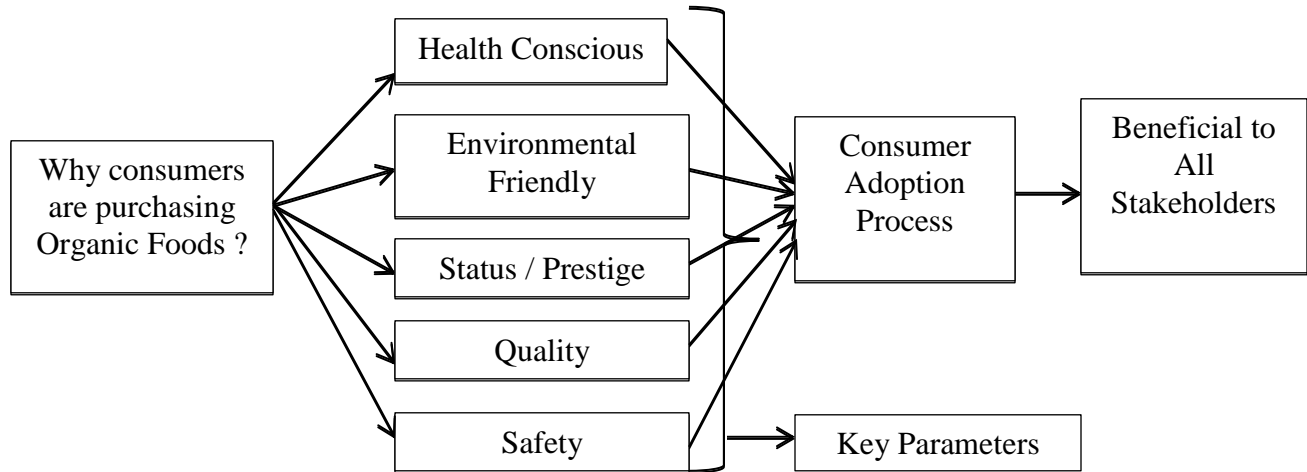 Why consumers
are purchasing
Organic Foods ?
Health Conscious
Environmental
Friendly
Status / Prestige
Quality
Safety
Consumer
Adoption
Process
Key Parameters
Beneficial to
All
Stakeholders